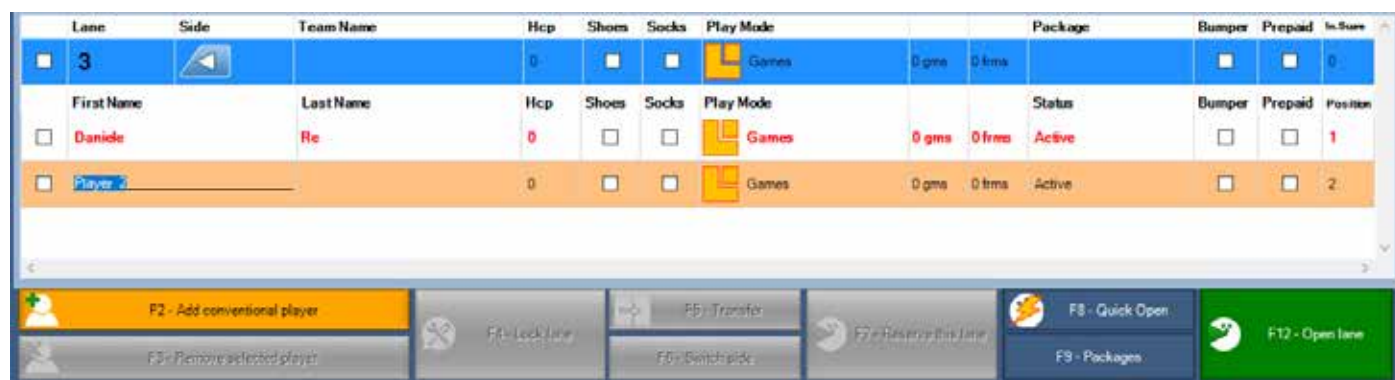 Lane Side Team Name Hcp Shoes Socks Play Mode Package Bumper Prepaid In.Score
3 0 Games 0 gms 0 frms 0
First Name Last Name Hcp Shoes Socks Play Mode Status Bumper Prepaid Position
Daniele Re 0 Games 0 gms 0 frms Active 1
Player 2 0 Games 0 gms 0 frms Active 2
F2 - Add conventional player F5 - Transfer F8 - Quick Open
F4 - Lock lane F7 - Reserve this lane F12 - Open lane
F3 - Remove selected player F6 - Switch side F9 - Packages